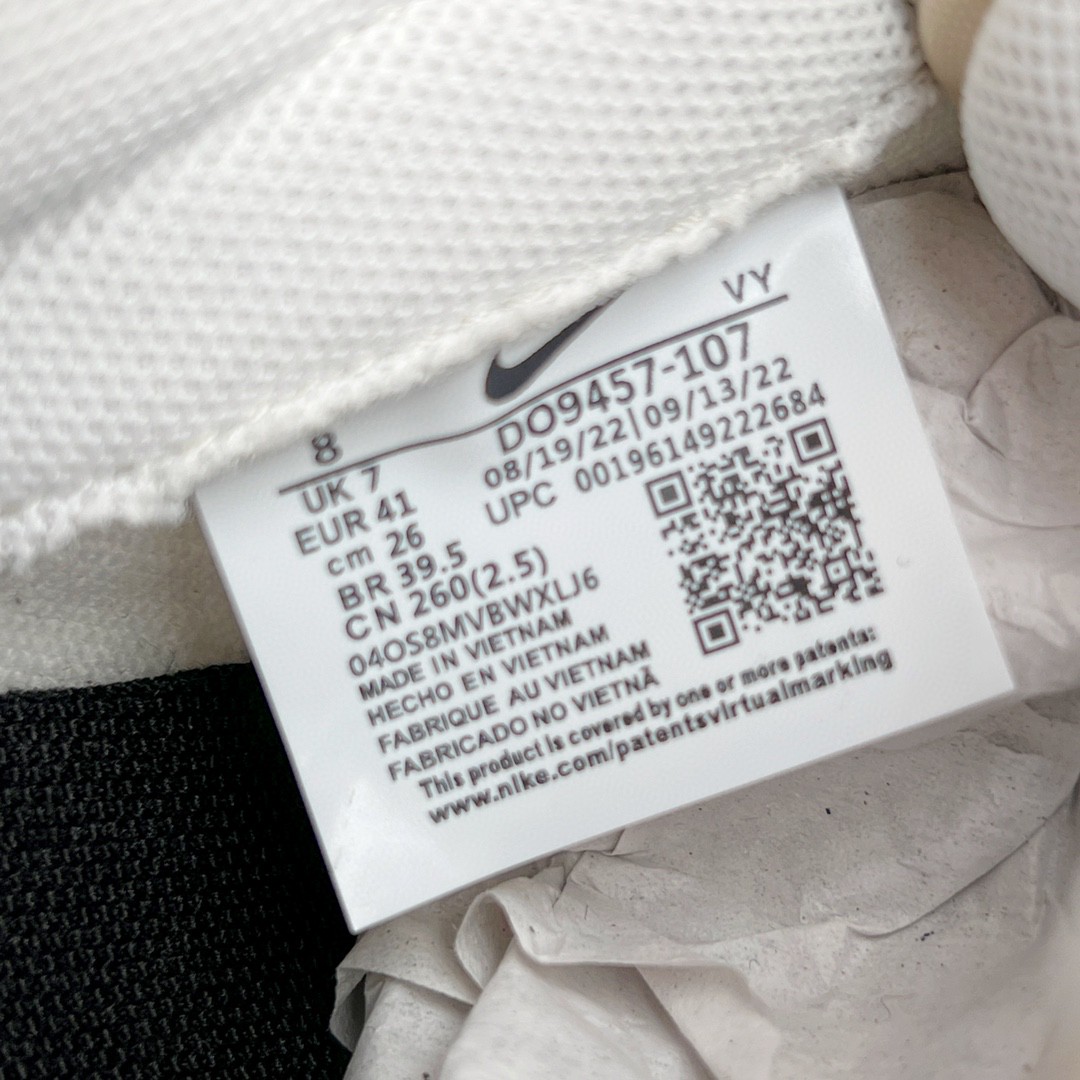 VY
8
DO9457-107
UK 7
08/19/22|09/13/22
EUR 41
UPC 00196149222684
cm 26
BR 39.5
CN 260(2.5)
04OS8MVBWXLJ6
MADE IN VIETNAM
HECHO EN VIETNAM
FABRIQUE AU VIETNAM
FABRICADO NO VIETNÃ
This product is covered by one or more patents:
www.nike.com/patentsvirtualmarking